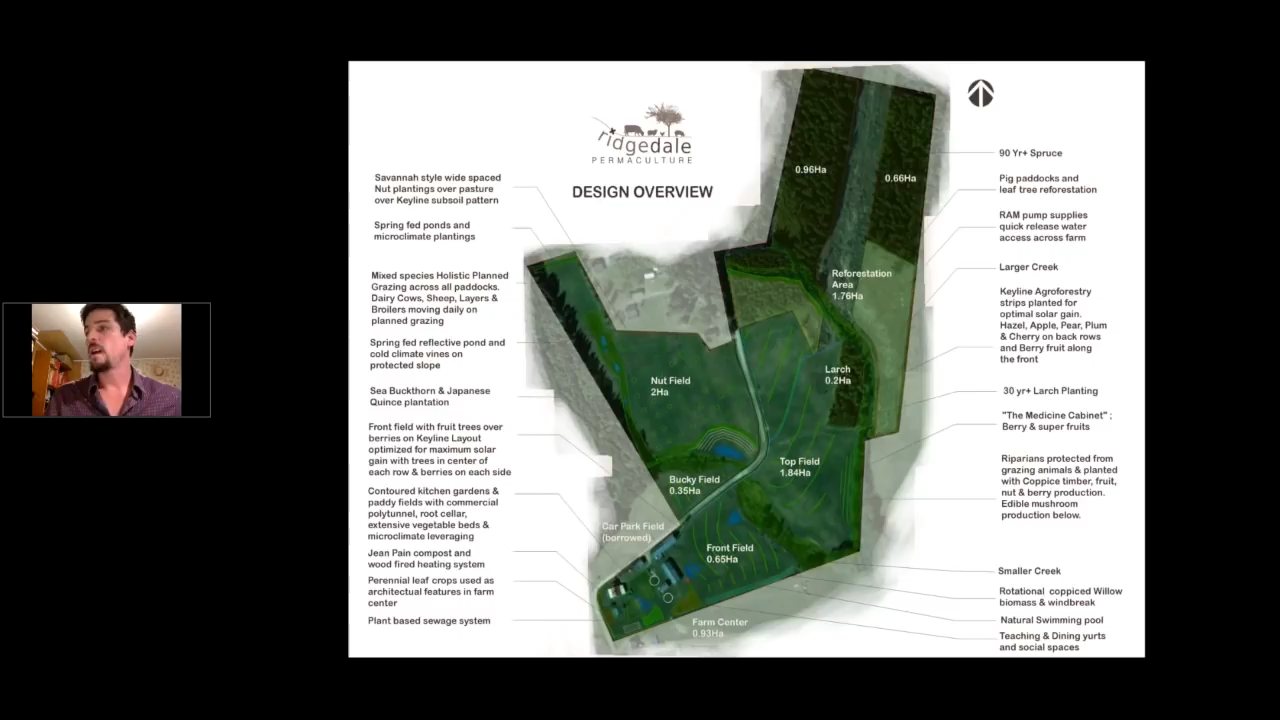 ridgedale
PERMACULTURE
DESIGN OVERVIEW
Savannah style wide spaced
Nut plantings over pasture
over Keyline subsoil pattern
Spring fed ponds and
microclimate plantings
Mixed species Holistic Planned
Grazing across all paddocks.
Dairy Cows, Sheep, Layers &
Broilers moving daily on
planned grazing
Spring fed reflective pond and
cold climate vines on
protected slope
Sea Buckthorn & Japanese
Quince plantation
Front field with fruit trees over
berries on Keyline Layout
optimized for maximum solar
gain with trees in center of
each row & berries on each side
Contoured kitchen gardens &
paddy fields with commercial
polytunnel, root cellar,
extensive vegetable beds &
microclimate leveraging
Jean Pain compost and
wood fired heating system
Perennial leaf crops used as
architectual features in farm
center
Plant based sewage system
0.96Ha
0.66Ha
Reforestation
Area
1.76Ha
Larch
0.2Ha
Nut Field
2Ha
Top Field
1.84Ha
Bucky Field
0.35Ha
Car Park Field
(borrowed)
Front Field
0.65Ha
Farm Center
0.93Ha
90 Yr+ Spruce
Pig paddocks and
leaf tree reforestation
RAM pump supplies
quick release water
access across farm
Larger Creek
Keyline Agroforestry
strips planted for
optimal solar gain.
Hazel, Apple, Pear, Plum
& Cherry on back rows
and Berry fruit along
the front
30 yr+ Larch Planting
"The Medicine Cabinet" ;
Berry & super fruits
Riparians protected from
grazing animals & planted
with Coppice timber, fruit,
nut & berry production.
Edible mushroom
production below.
Smaller Creek
Rotational coppiced Willow
biomass & windbreak
Natural Swimming pool
Teaching & Dining yurts
and social spaces